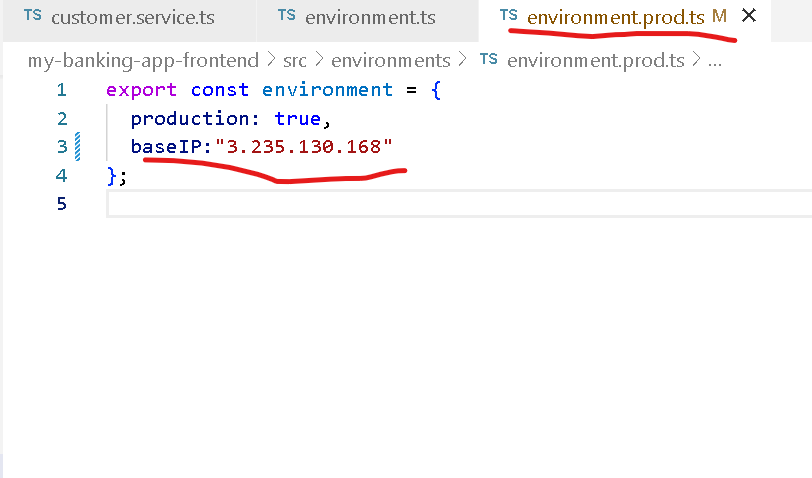 TS customer.service.ts TS environment.ts TS environment.prod.ts M
my-banking-app-frontend > src > environments > TS environment.prod.ts > ...
1 export const environment = {
2 production: true,
3 baseIP:"3.235.130.168"
4 };
5